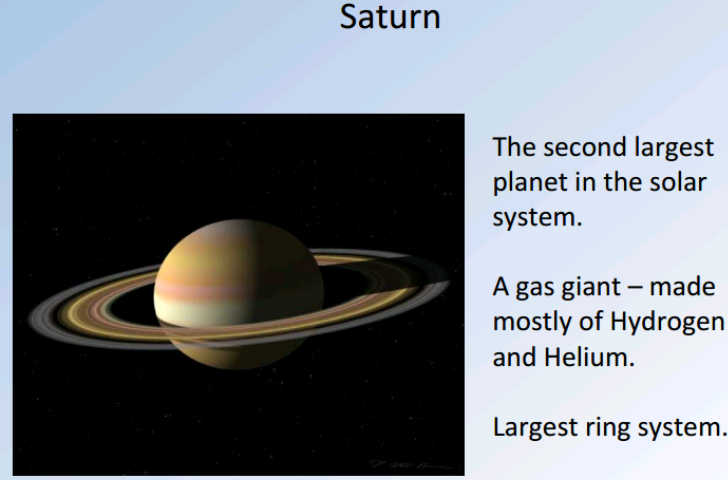 Saturn
The second largest
planet in the solar
system.
A gas giant – made
mostly of Hydrogen
and Helium.
Largest ring system.